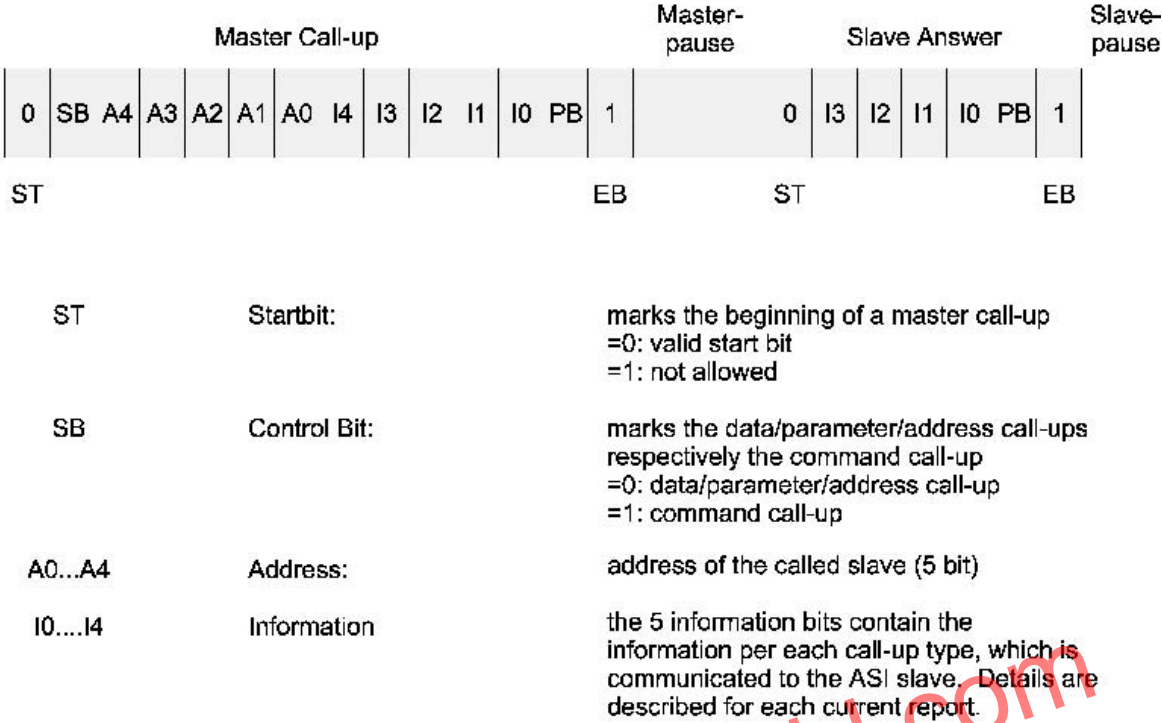 Master Call-up
Master-
pause
Slave Answer
Slave-
pause
0 SB A4 A3 A2 A1 A0 I4 I3 I2 I1 I0 PB 1 0 I3 I2 I1 I0 PB 1
ST EB ST EB
ST Startbit: marks the beginning of a master call-up
=0: valid start bit
=1: not allowed
SB Control Bit: marks the data/parameter/address call-ups
respectively the command call-up
=0: data/parameter/address call-up
=1: command call-up
A0...A4 Address: address of the called slave (5 bit)
I0....I4 Information the 5 information bits contain the
information per each call-up type, which is
communicated to the ASI slave. Details are
described for each current report.